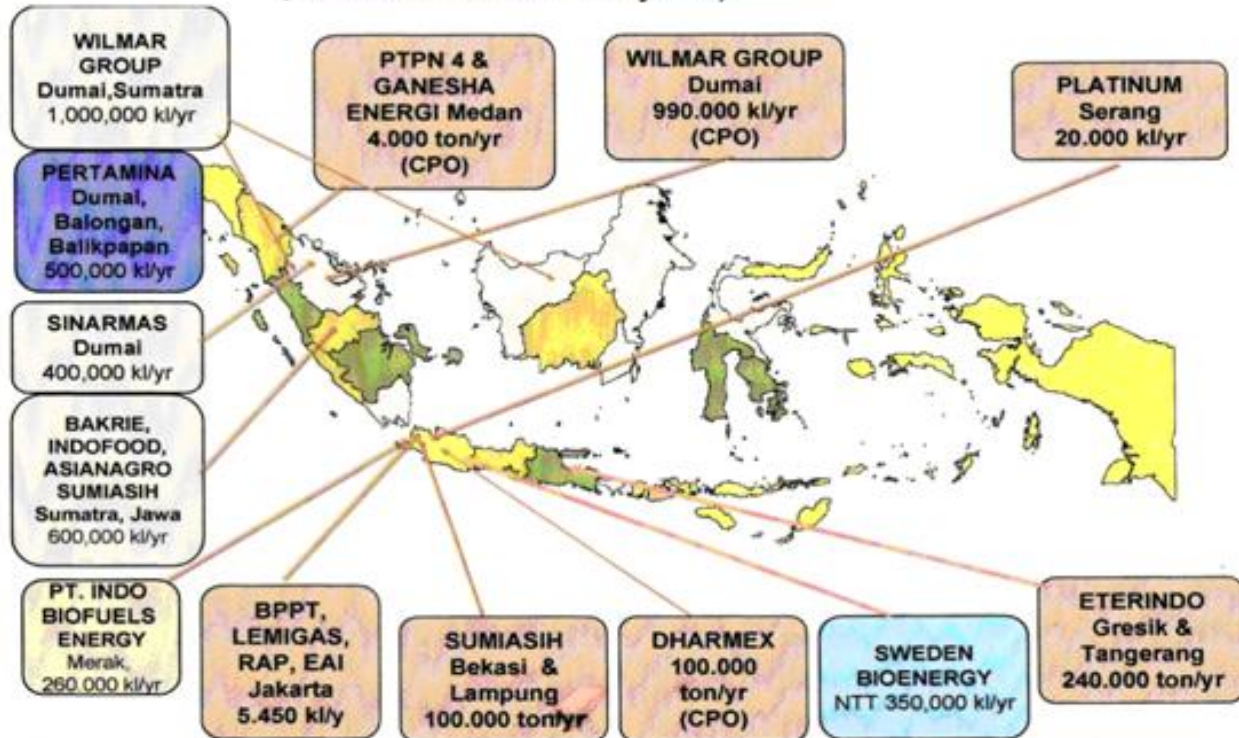 WILMAR
GROUP
Dumai,Sumatra
1,000,000 kl/yr
PTPN 4 &
GANESHA
ENERGI Medan
4.000 ton/yr
(CPO)
WILMAR GROUP
Dumai
990.000 kl/yr
(CPO)
PLATINUM
Serang
20.000 kl/yr
PERTAMINA
Dumai,
Balongan,
Balikpapan
500,000 kl/yr
SINARMAS
Dumai
400,000 kl/yr
BAKRIE,
INDOFOOD,
ASIANAGRO
SUMIASIH
Sumatra, Jawa
600,000 kl/yr
PT. INDO
BIOFUELS
ENERGY
Merak,
260.000 kl/yr
BPPT,
LEMIGAS,
RAP, EAI
Jakarta
5.450 kl/y
SUMIASIH
Bekasi &
Lampung
100.000 ton/yr
DHARMEX
100.000
ton/yr
(CPO)
SWEDEN
BIOENERGY
NTT 350,000 kl/yr
ETERINDO
Gresik &
Tangerang
240.000 ton/yr